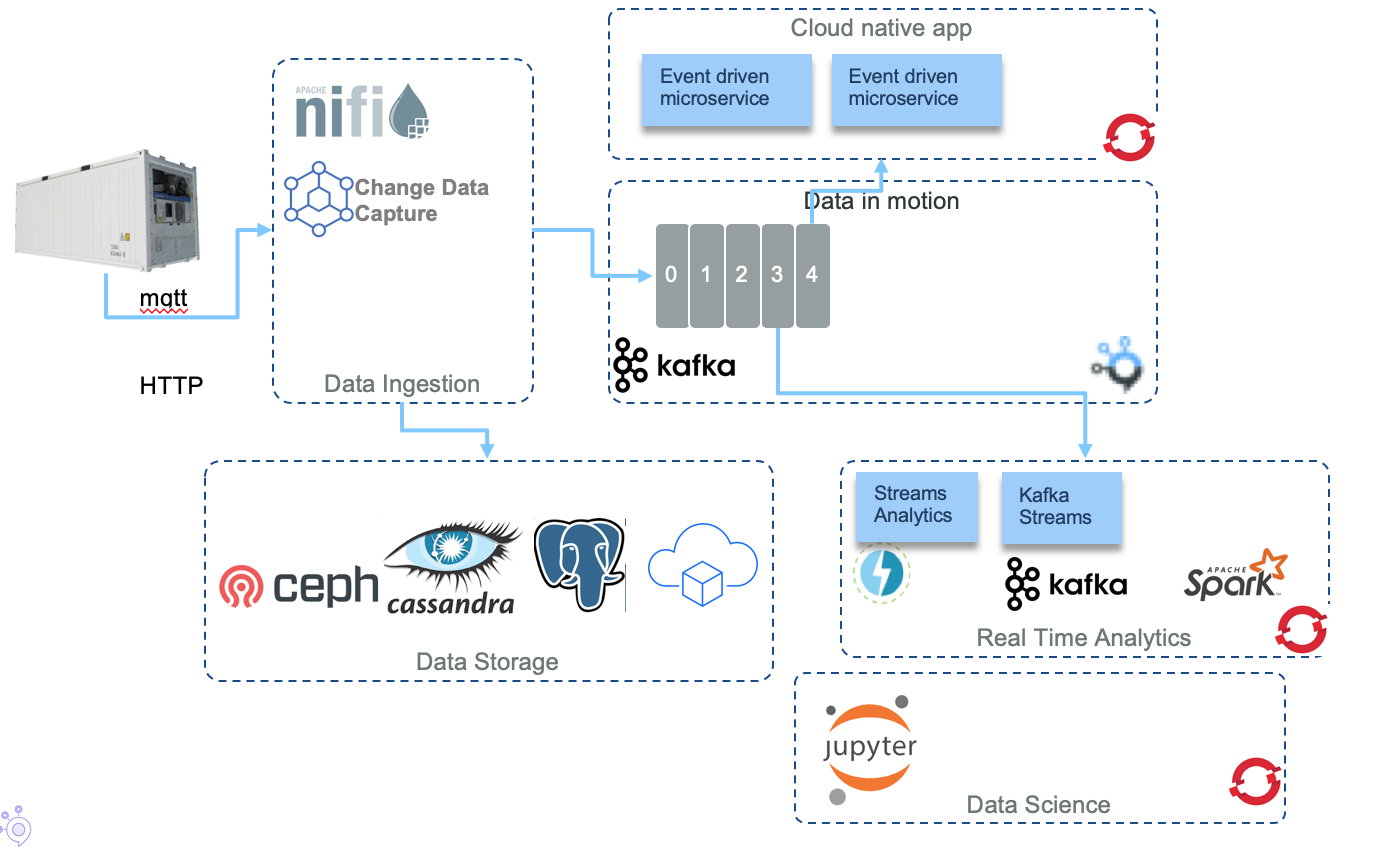 Cloud native app
Event driven
microservice
Event driven
microservice
APACHE
nifi
Change Data
Capture
Data Ingestion
mqtt
HTTP
Data in motion
0
1
2
3
4
kafka
ceph
cassandra
Data Storage
Streams
Analytics
Kafka
Streams
kafka
APACHE
Spark
Real Time Analytics
jupyter
Data Science